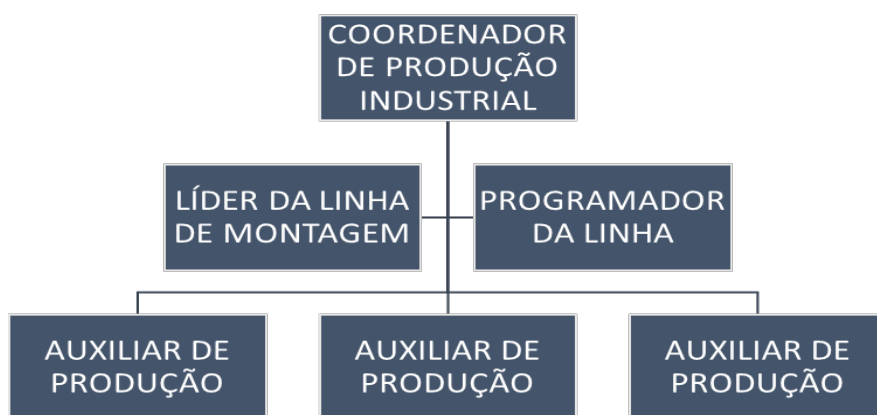 COORDENADOR
DE PRODUÇÃO
INDUSTRIAL
LÍDER DA LINHA
DE MONTAGEM
PROGRAMADOR
DA LINHA
AUXILIAR DE
PRODUÇÃO
AUXILIAR DE
PRODUÇÃO
AUXILIAR DE
PRODUÇÃO